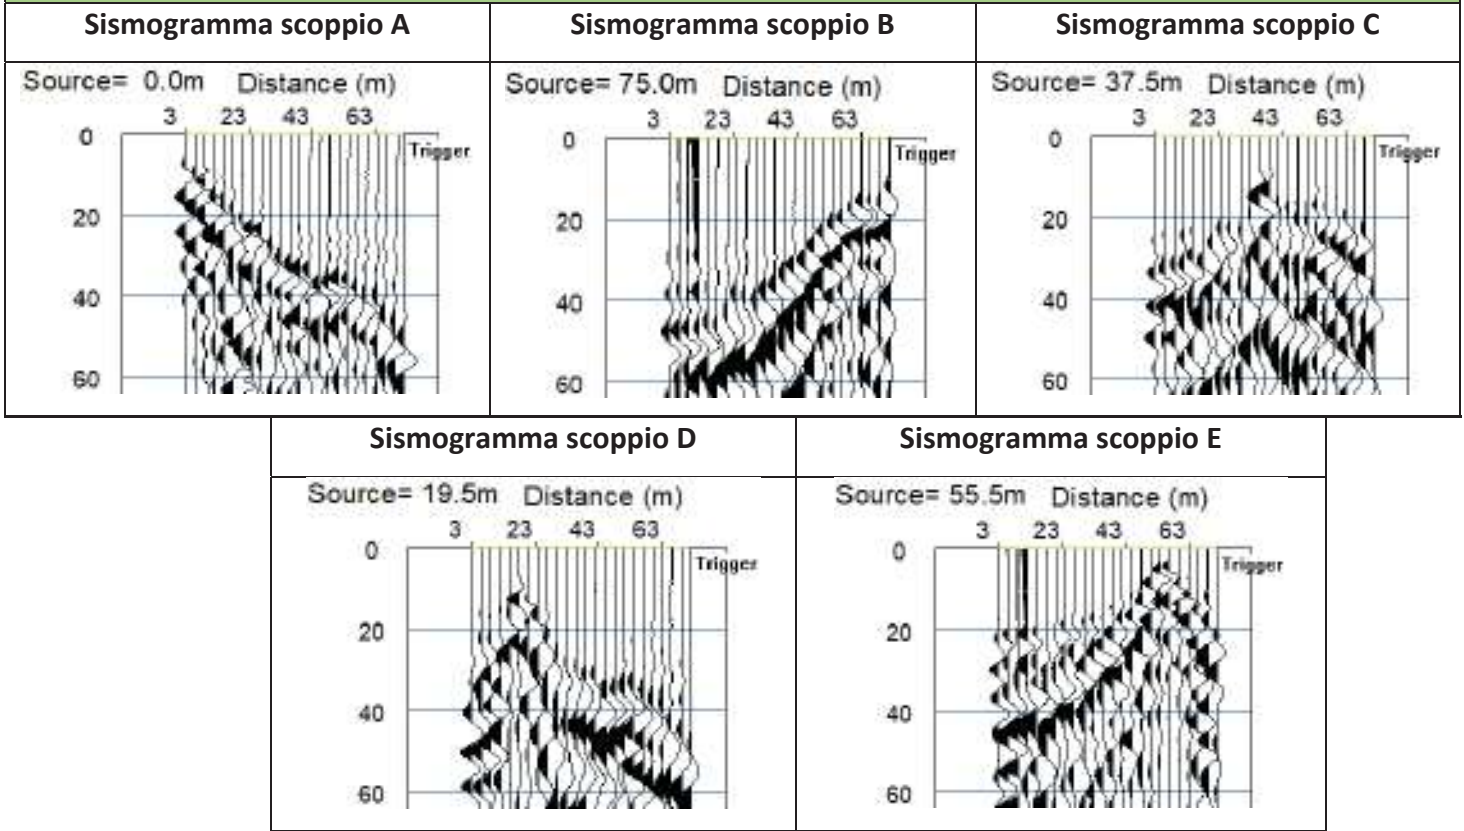 Sismogramma scoppio A
Sismogramma scoppio B
Sismogramma scoppio C
Source= 0.0m Distance (m)
3 23 43 63
Trigger
0
20
40
60
Source= 75.0m Distance (m)
3 23 43 63
Trigger
0
20
40
60
Source= 37.5m Distance (m)
3 23 43 63
Trigger
0
20
40
60
Sismogramma scoppio D
Sismogramma scoppio E
Source= 19.5m Distance (m)
3 23 43 63
Trigger
0
20
40
60
Source= 55.5m Distance (m)
3 23 43 63
Trigger
0
20
40
60